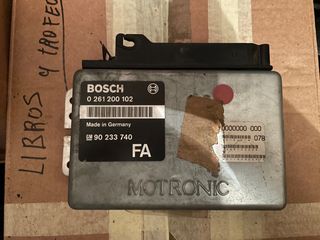 LIBROS Y TROFEO
BOSCH
0 261 200 102
Made in Germany
GM 90 233 740
FA
0000000 000
078
MOTRONIC